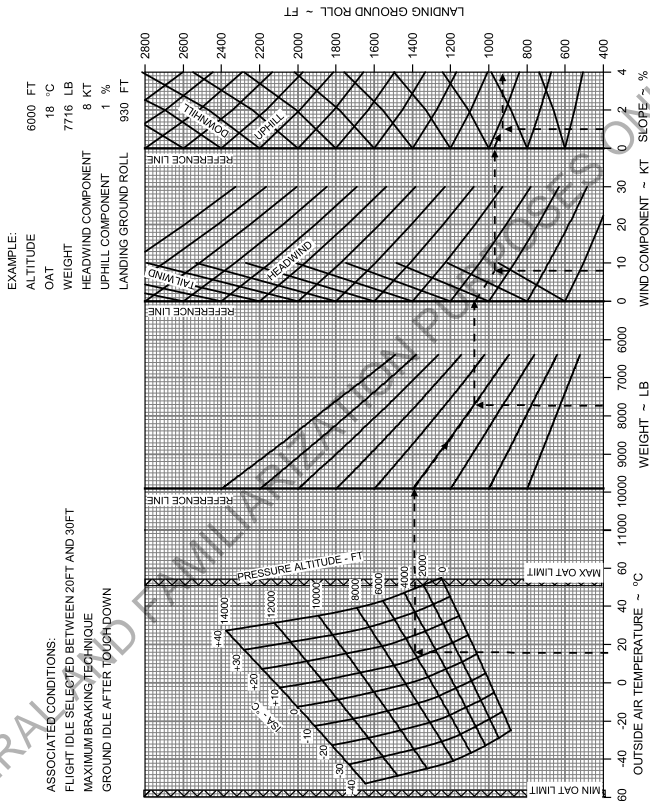 EXAMPLE:
ALTITUDE 6000 FT
OAT 18 °C
WEIGHT 7716 LB
HEADWIND COMPONENT 8 KT
UPHILL COMPONENT 1 %
LANDING GROUND ROLL 930 FT
ASSOCIATED CONDITIONS:
FLIGHT IDLE SELECTED BETWEEN 20FT AND 30FT
MAXIMUM BRAKING TECHNIQUE
GROUND IDLE AFTER TOUCH DOWN
LANDING GROUND ROLL ~ FT
2800
2600
2400
2200
2000
1800
1600
1400
1200
1000
800
600
400
MIN OAT LIMIT
MAX OAT LIMIT
PRESSURE ALTITUDE - FT
14000
12000
10000
8000
6000
4000
2000
0
ISA - °C
+40
+30
+20
+10
0
-10
-20
-30
-40
REFERENCE LINE
REFERENCE LINE
TAILWIND
HEADWIND
REFERENCE LINE
DOWNHILL
UPHILL
60 40 20 0 20 40 60
OUTSIDE AIR TEMPERATURE ~ °C
11000 10000 9000 8000 7000 6000
WEIGHT ~ LB
0 10 20 30
WIND COMPONENT ~ KT
0 2 4
SLOPE ~ %
RAL AND FAMILIARIZATION PURPOSES ON